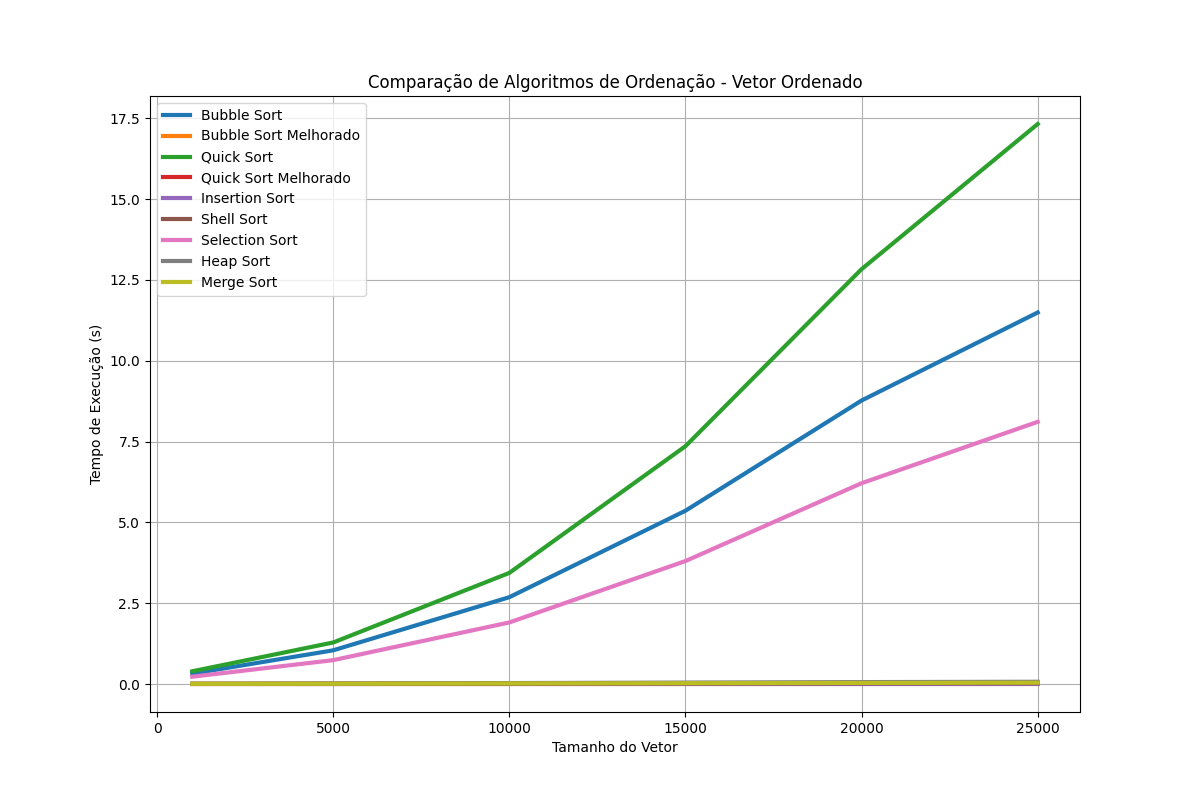 Comparação de Algoritmos de Ordenação - Vetor Ordenado
Bubble Sort
Bubble Sort Melhorado
Quick Sort
Quick Sort Melhorado
Insertion Sort
Shell Sort
Selection Sort
Heap Sort
Merge Sort
Tempo de Execução (s)
17.5
15.0
12.5
10.0
7.5
5.0
2.5
0.0
0 5000 10000 15000 20000 25000
Tamanho do Vetor